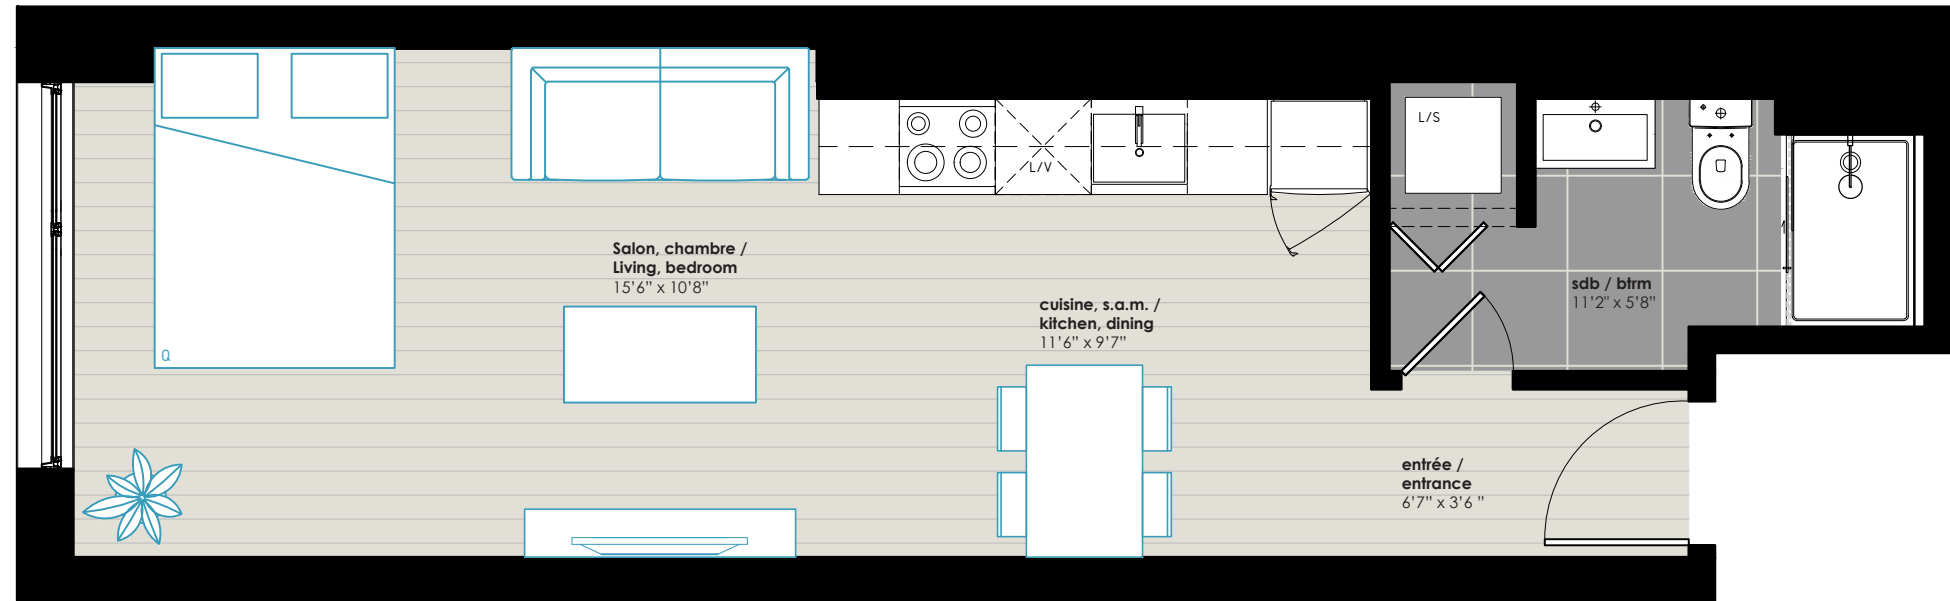 L/S
L/V
Salon, chambre /
Living, bedroom
15’6” x 10’8”
sdb / btrm
11’2" x 5’8”
cuisine, s.a.m. /
kitchen, dining
11’6” x 9’7”
Q
entrée /
entrance
6’7” x 3’6 ”